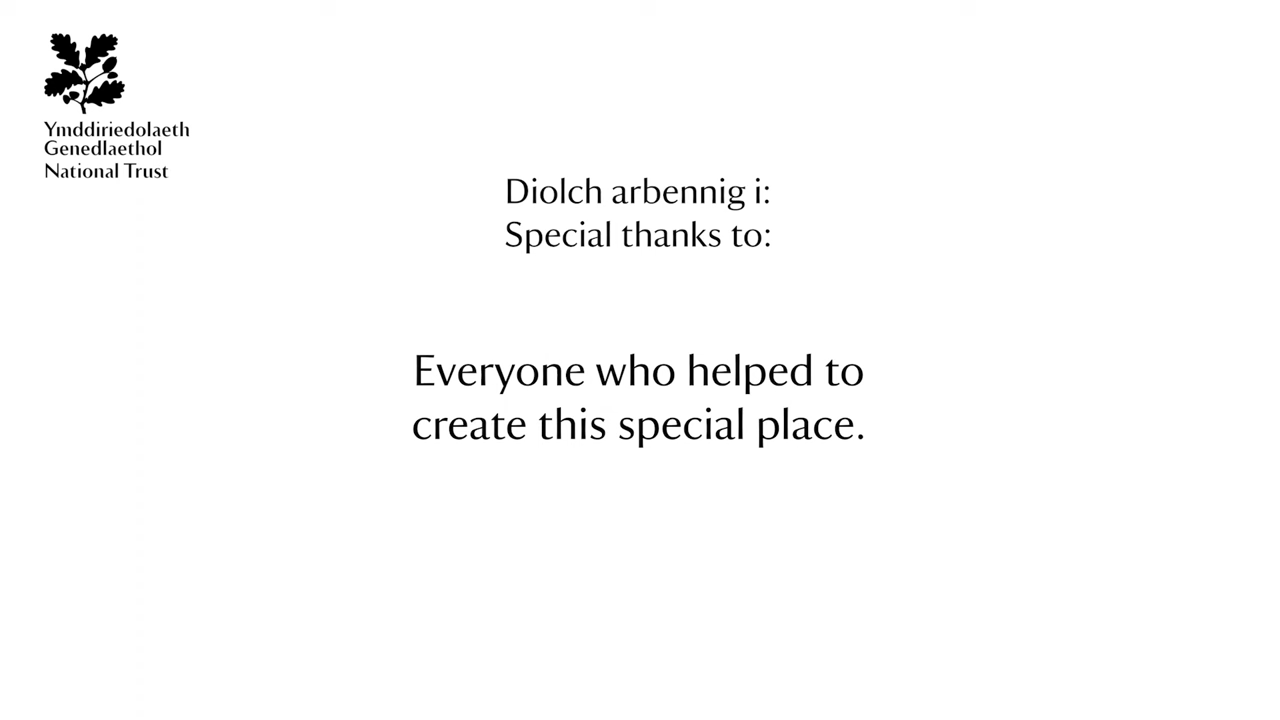 Ymddiriedolaeth
Genedlaethol
National Trust
Diolch arbennig i:
Special thanks to:
Everyone who helped to
create this special place.